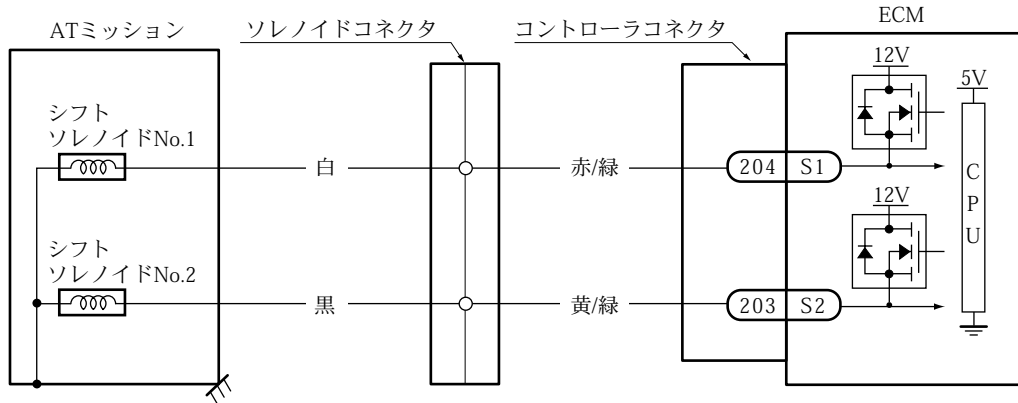 ATミッション
ソレノイドコネクタ
コントローラコネクタ
ECM
12V
5V
シフト
ソレノイドNo.1
白
赤/緑
204
S1
CPU
12V
シフト
ソレノイドNo.2
黒
黄/緑
203
S2